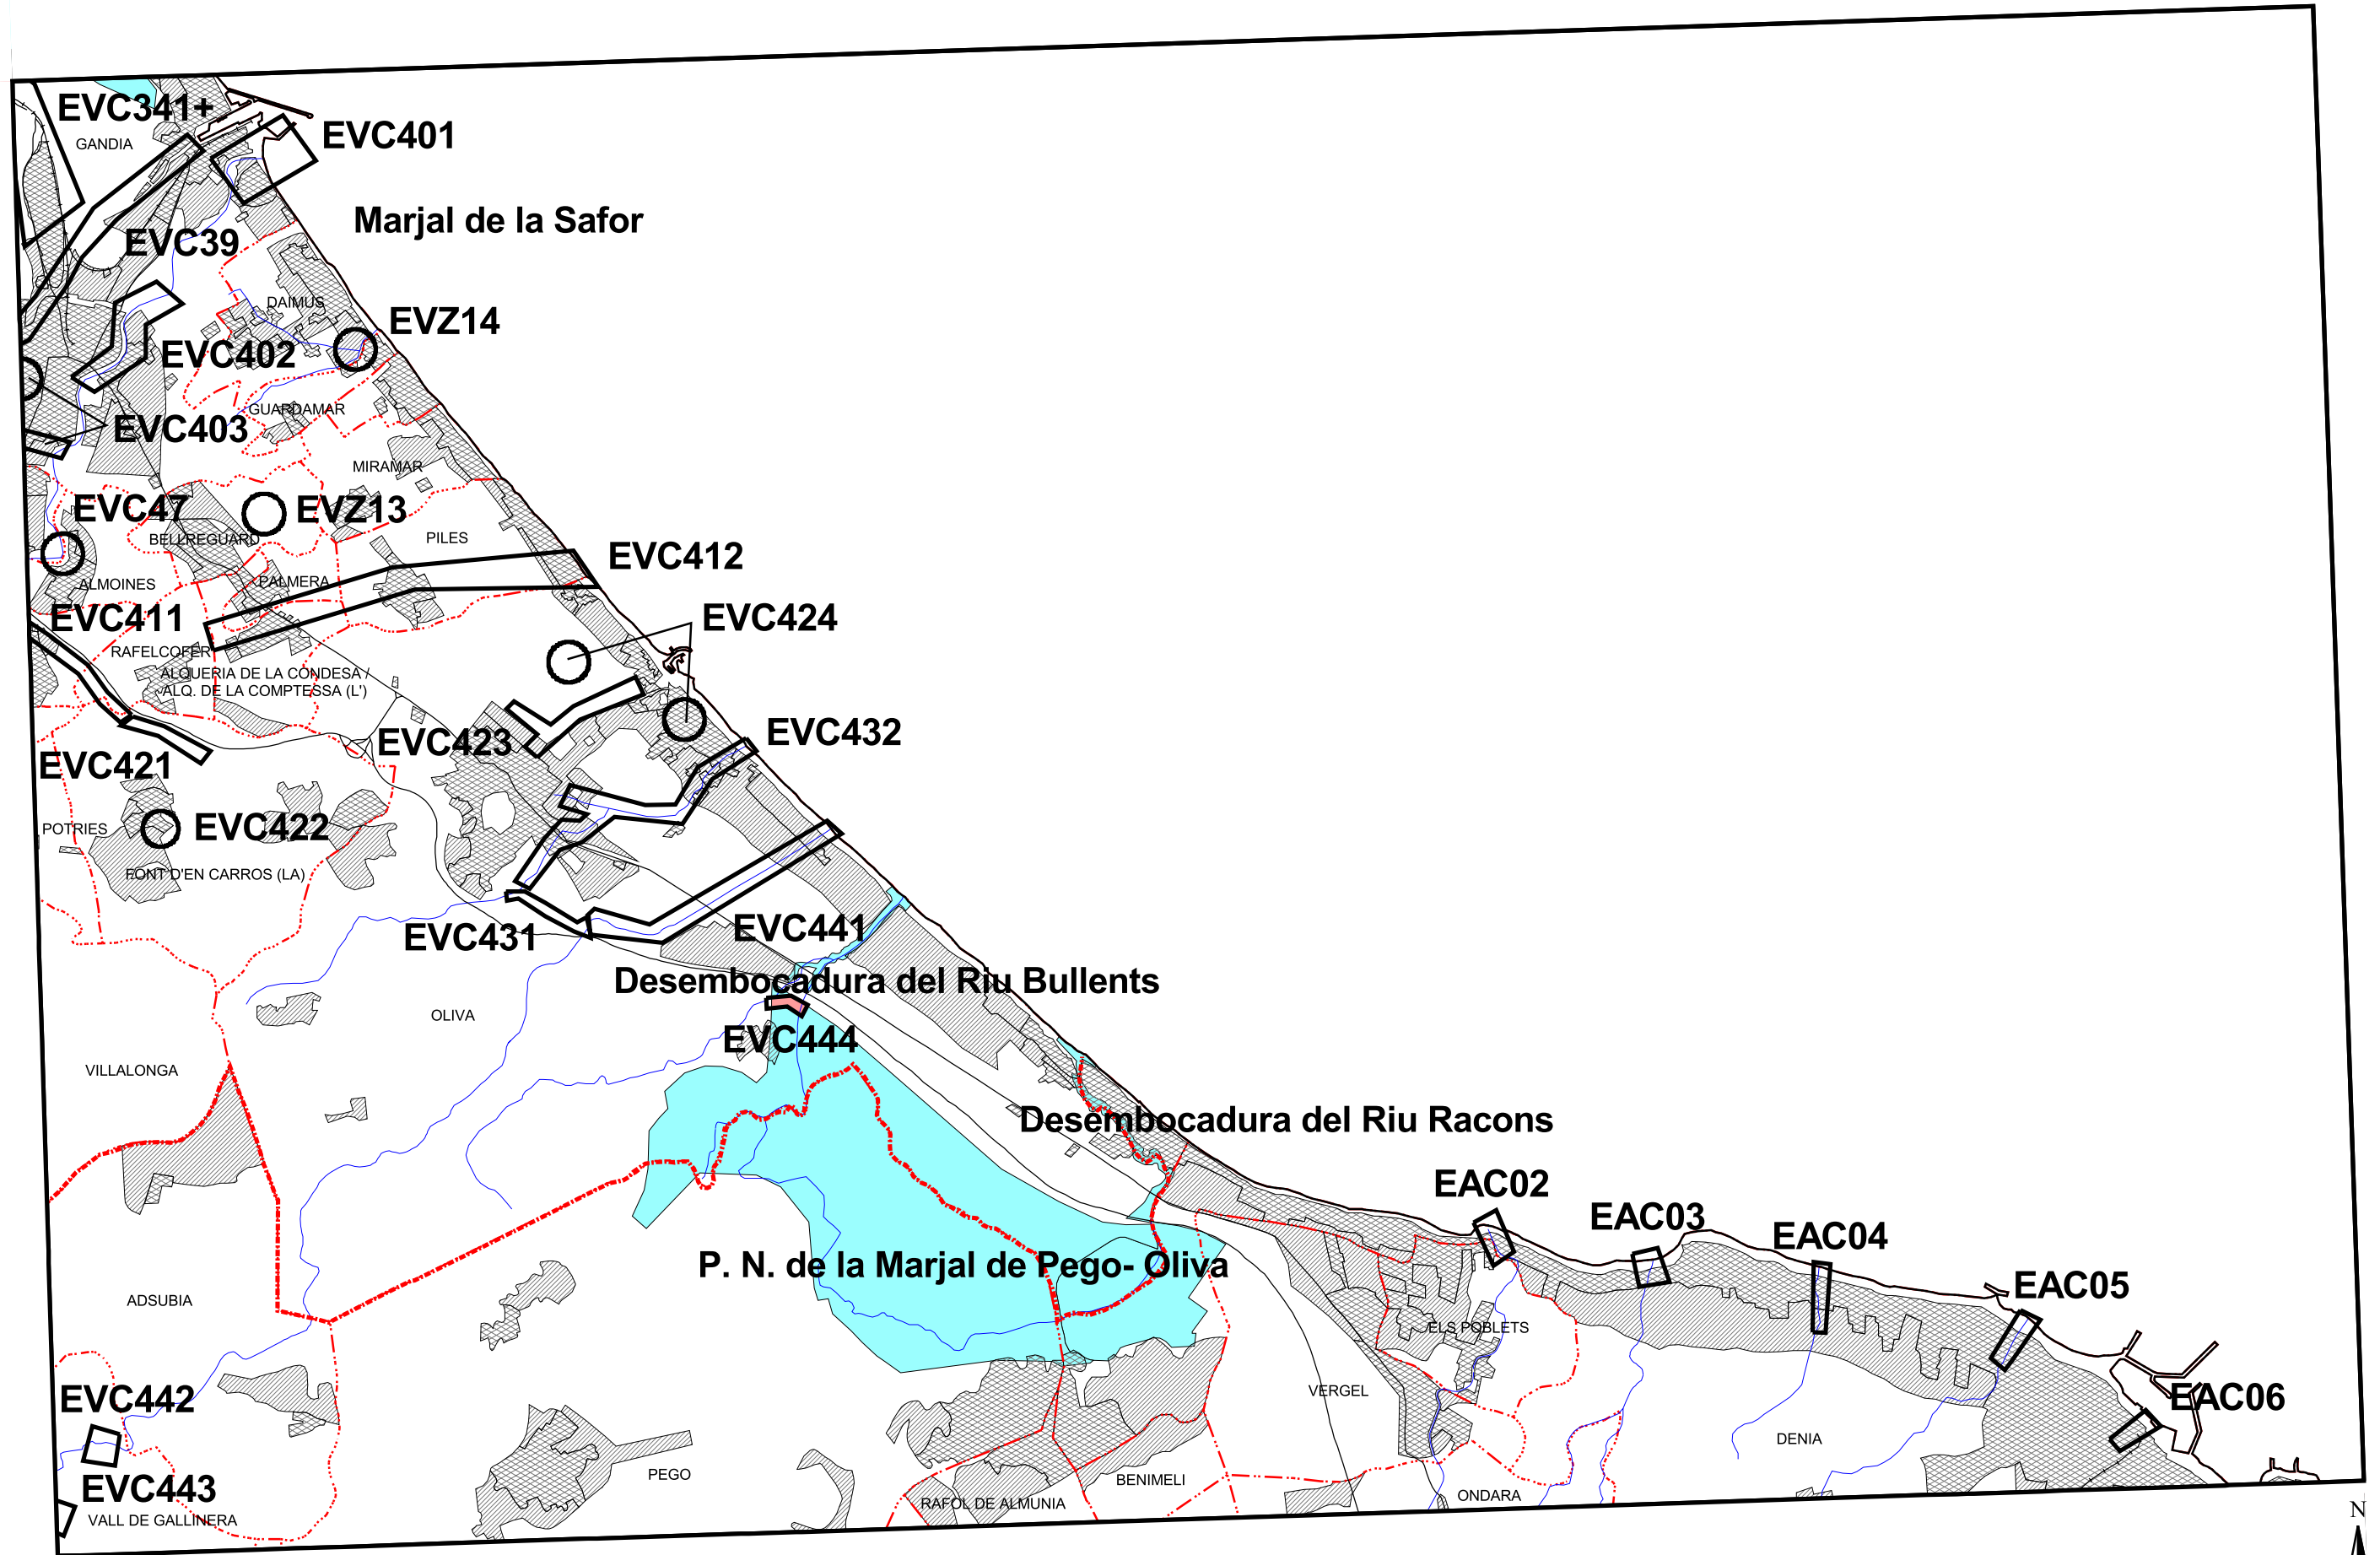 EVC341+
GANDIA
EVC401
Marjal de la Safor
EVC39
DAIMUS
EVZ14
EVC402
GUARDAMAR
EVC403
MIRAMAR
EVC47
EVZ13
BELLREGUARD
PILES
EVC412
ALMOINES
PALMERA
EVC411
EVC424
RAFELCOFER
ALQUERIA DE LA CONDESA /
ALQ. DE LA COMPTESSA (L')
EVC423
EVC432
EVC421
POTRIES
EVC422
FONT D'EN CARROS (LA)
EVC431
EVC441
Desembocadura del Riu Bullents
OLIVA
EVC444
VILLALONGA
Desembocadura del Riu Racons
EAC02
EAC03
EAC04
P. N. de la Marjal de Pego- Oliva
EAC05
ADSUBIA
ELS POBLETS
VERGEL
EVC442
EAC06
DENIA
PEGO
BENIMELI
EVC443
RAFOL DE ALMUNIA
ONDARA
VALL DE GALLINERA
N